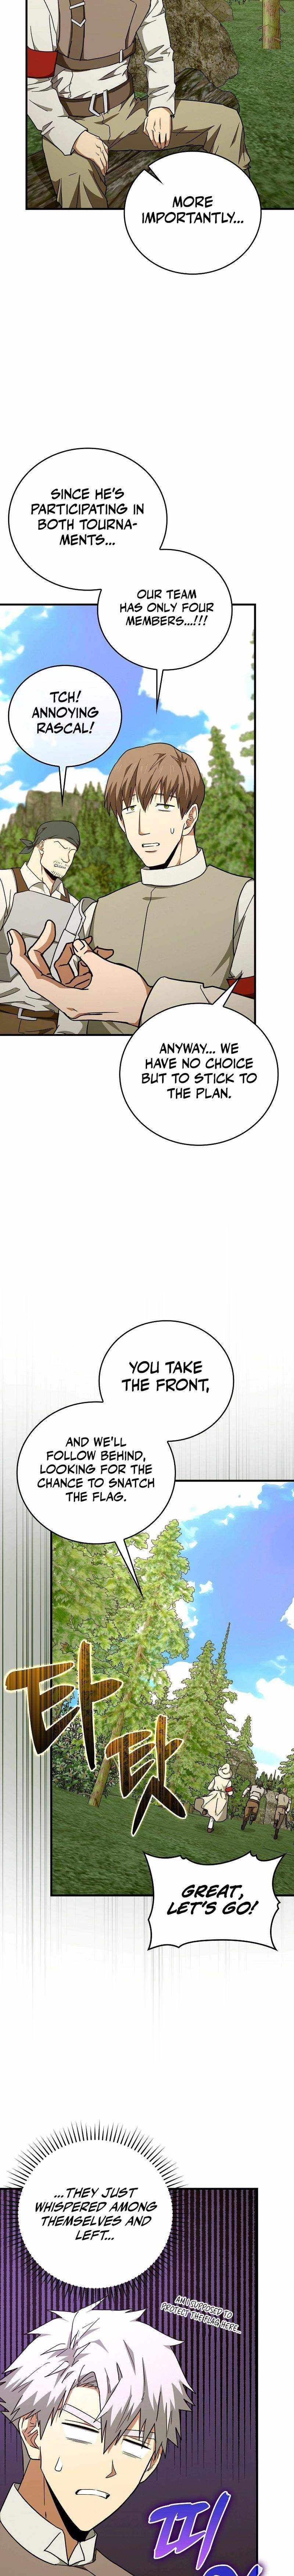 MORE
IMPORTANTLY...
SINCE HE'S
PARTICIPATING IN
BOTH TOURNA-
MENTS...
OUR TEAM
HAS ONLY FOUR
MEMBERS...!!!
TCH!
ANNOYING
RASCAL!
ANYWAY... WE
HAVE NO CHOICE
BUT TO STICK TO
THE PLAN.
YOU TAKE
THE FRONT,
AND WE'LL
FOLLOW BEHIND,
LOOKING FOR THE
CHANCE TO SNATCH
THE FLAG.
타
탓
GREAT,
LET'S GO!
...THEY JUST
WHISPERED AMONG
THEMSELVES AND
LEFT...
AM I SUPPOSED TO
PROTECT THE FLAG HERE...